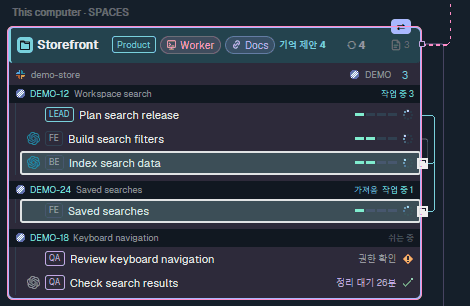 This computer · SPACES
Storefront Product Worker Docs 기억 제안 4 4 3
demo-store DEMO 3
DEMO-12 Workspace search 작업 중 3
LEAD Plan search release
FE Build search filters
BE Index search data
DEMO-24 Saved searches 가져옴 작업 중 1
FE Saved searches
DEMO-18 Keyboard navigation 쉬는 중
QA Review keyboard navigation 권한 확인
QA Check search results 정리 대기 26분